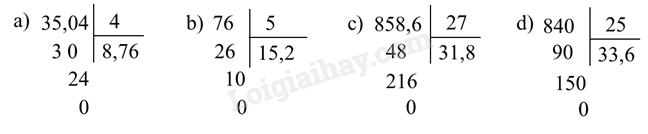 a) 35,04 4 b) 76 5 c) 858,6 27 d) 840 25
3 0 8,76 26 15,2 48 31,8 90 33,6
24 10 216 150
0 0 0 0
Loigiaihay.com